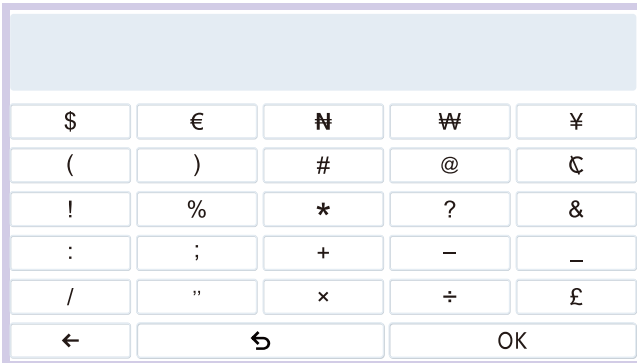 $ € ₦ ₩ ¥
( ) # @ ₵
! % * ? &
: ; + – _
/ ’’ × ÷ £
← ⮌ OK